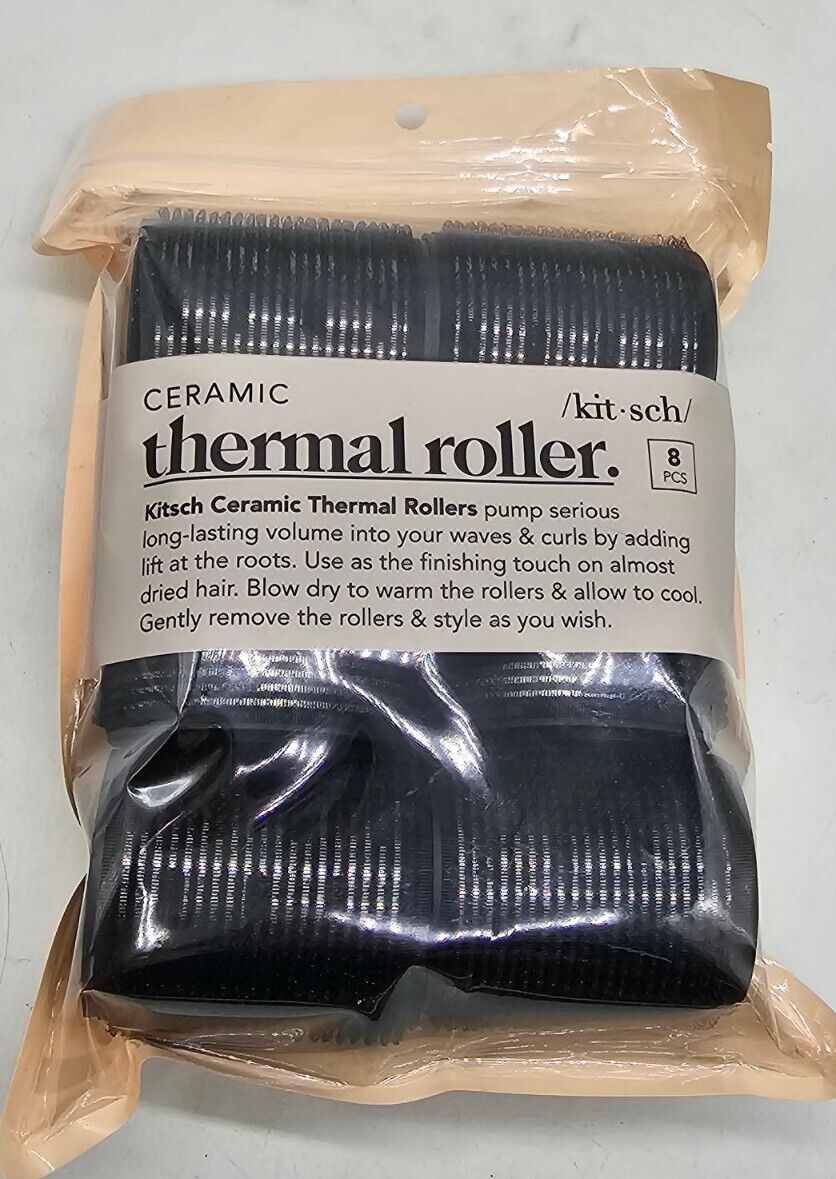 CERAMIC
/kit·sch/
thermal roller.
8
PCS
Kitsch Ceramic Thermal Rollers pump serious
long-lasting volume into your waves & curls by adding
lift at the roots. Use as the finishing touch on almost
dried hair. Blow dry to warm the rollers & allow to cool.
Gently remove the rollers & style as you wish.